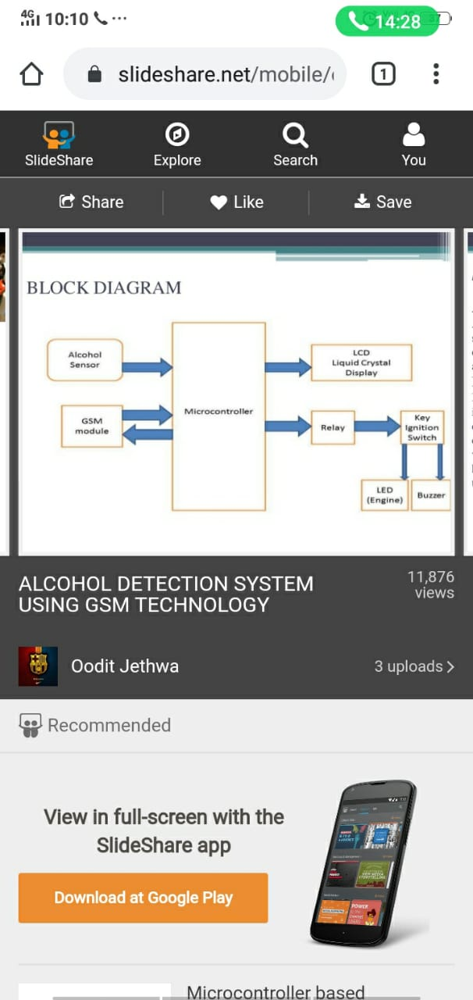 4G 10:10 ...
14:28
37
slideshare.net/mobile/
1
SlideShare
Explore
Search
You
Share
Like
Save
BLOCK DIAGRAM
Alcohol
Sensor
GSM
module
Microcontroller
LCD
Liquid Crystal
Display
Relay
Key
Ignition
Switch
LED
(Engine)
Buzzer
ALCOHOL DETECTION SYSTEM
USING GSM TECHNOLOGY
11,876
views
Oodit Jethwa
3 uploads
Recommended
View in full-screen with the
SlideShare app
Download at Google Play
POWER
Microcontroller based